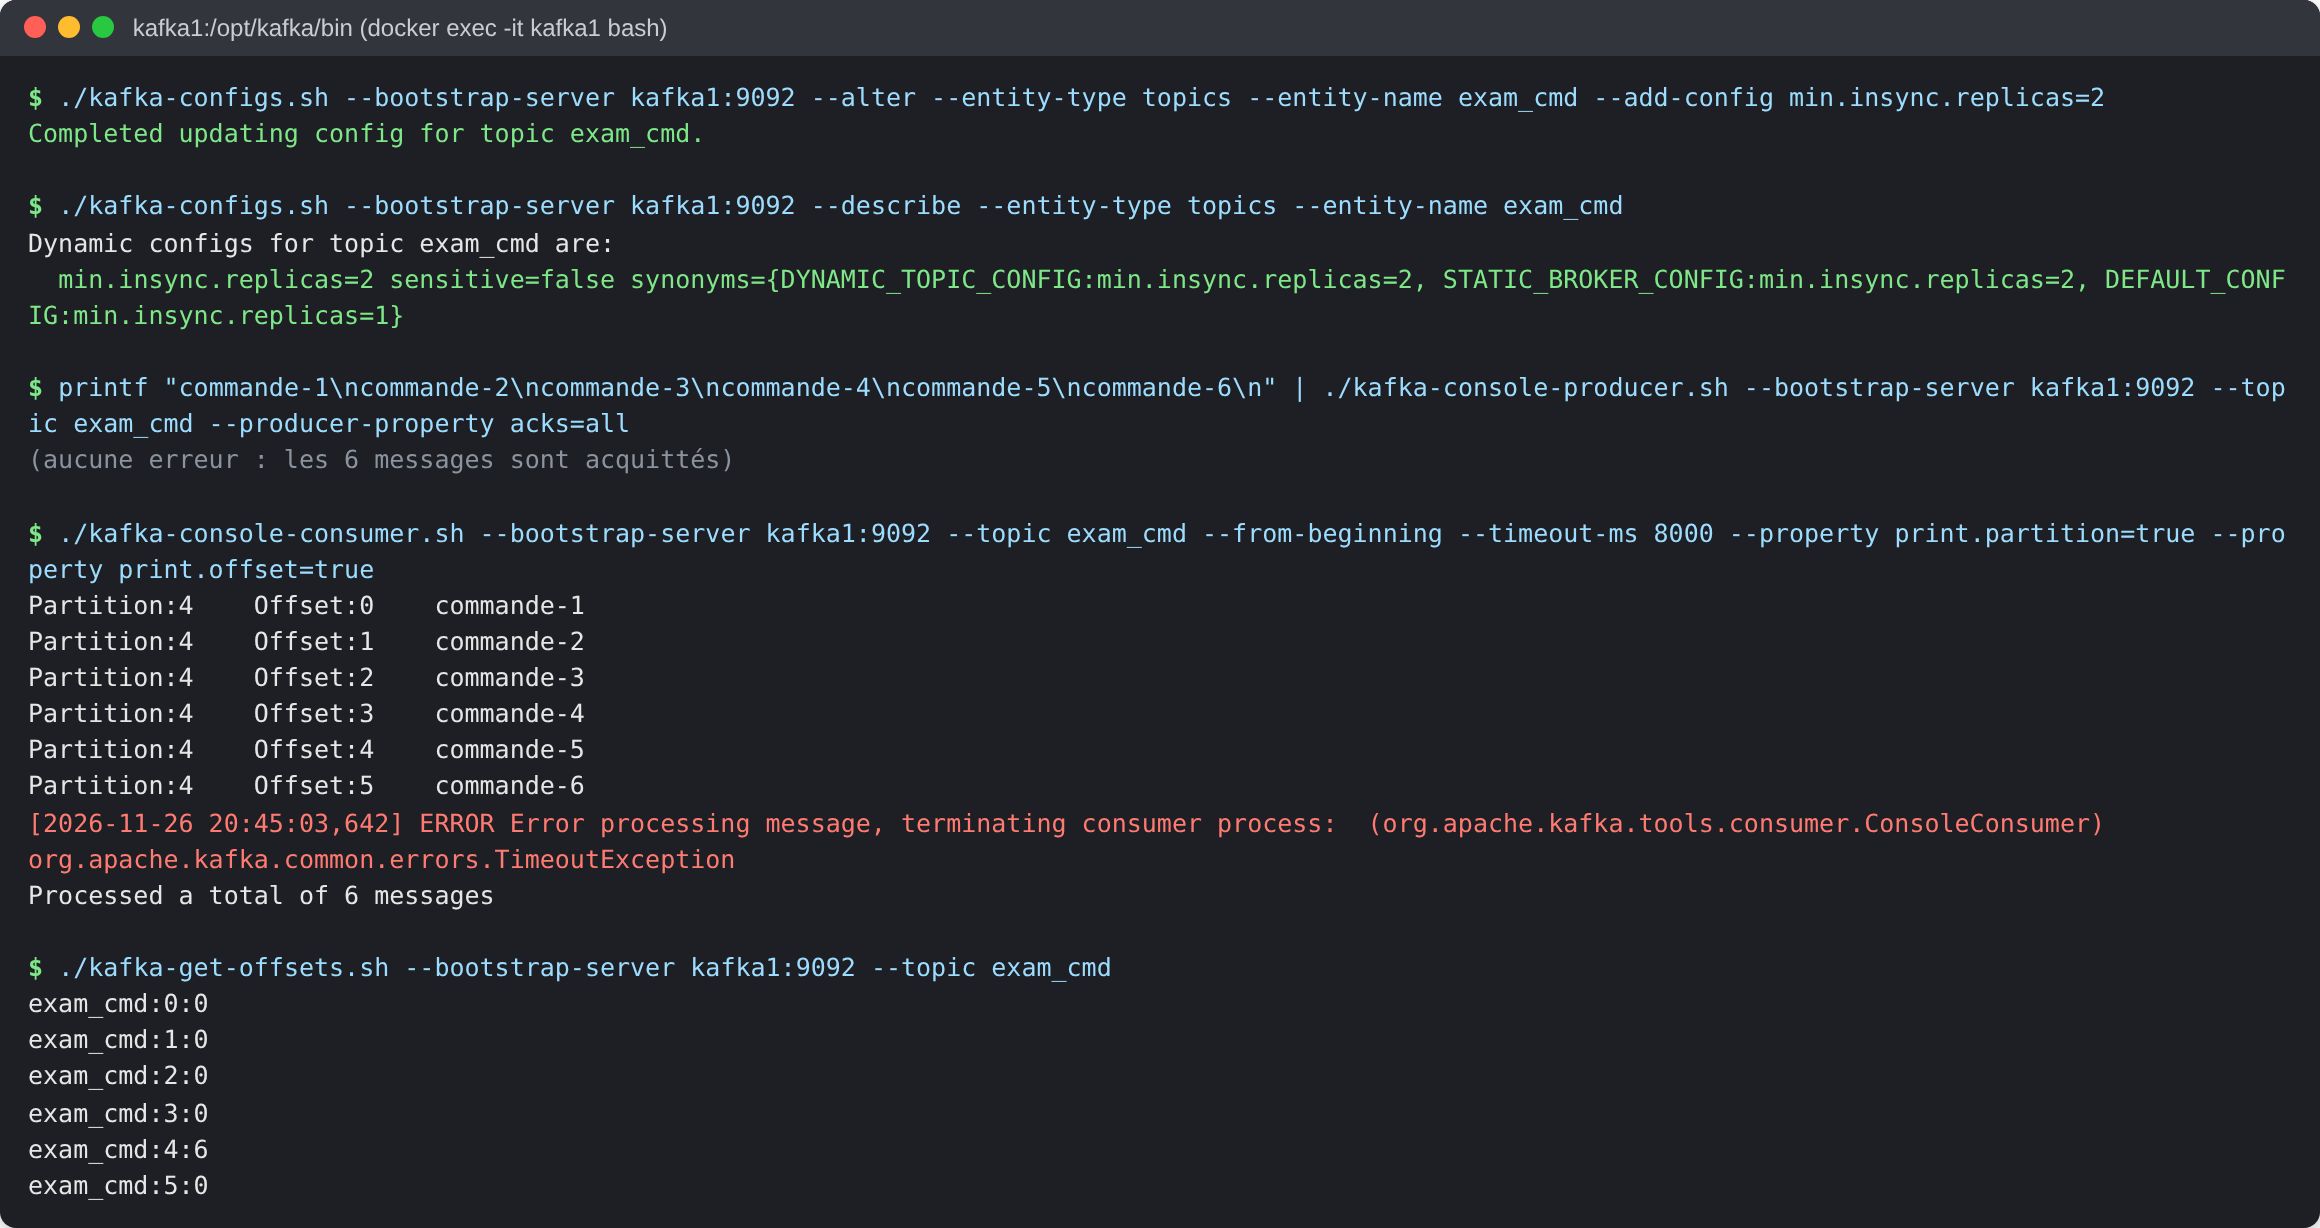 kafka1:/opt/kafka/bin (docker exec -it kafka1 bash)
$ ./kafka-configs.sh --bootstrap-server kafka1:9092 --alter --entity-type topics --entity-name exam_cmd --add-config min.insync.replicas=2
Completed updating config for topic exam_cmd.
$ ./kafka-configs.sh --bootstrap-server kafka1:9092 --describe --entity-type topics --entity-name exam_cmd
Dynamic configs for topic exam_cmd are:
  min.insync.replicas=2 sensitive=false synonyms={DYNAMIC_TOPIC_CONFIG:min.insync.replicas=2, STATIC_BROKER_CONFIG:min.insync.replicas=2, DEFAULT_CONF
IG:min.insync.replicas=1}
$ printf "commande-1\ncommande-2\ncommande-3\ncommande-4\ncommande-5\ncommande-6\n" | ./kafka-console-producer.sh --bootstrap-server kafka1:9092 --top
ic exam_cmd --producer-property acks=all
(aucune erreur : les 6 messages sont acquittés)
$ ./kafka-console-consumer.sh --bootstrap-server kafka1:9092 --topic exam_cmd --from-beginning --timeout-ms 8000 --property print.partition=true --pro
perty print.offset=true
Partition:4    Offset:0    commande-1
Partition:4    Offset:1    commande-2
Partition:4    Offset:2    commande-3
Partition:4    Offset:3    commande-4
Partition:4    Offset:4    commande-5
Partition:4    Offset:5    commande-6
[2026-11-26 20:45:03,642] ERROR Error processing message, terminating consumer process:  (org.apache.kafka.tools.consumer.ConsoleConsumer)
org.apache.kafka.common.errors.TimeoutException
Processed a total of 6 messages
$ ./kafka-get-offsets.sh --bootstrap-server kafka1:9092 --topic exam_cmd
exam_cmd:0:0
exam_cmd:1:0
exam_cmd:2:0
exam_cmd:3:0
exam_cmd:4:6
exam_cmd:5:0